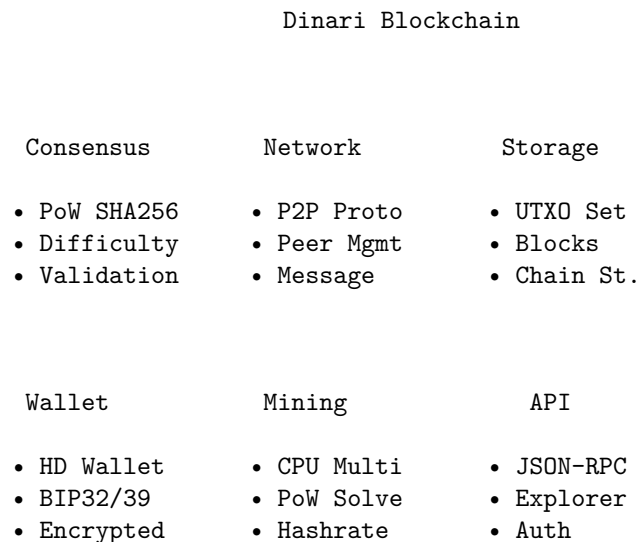 Dinari Blockchain
Consensus Network Storage
• PoW SHA256 • P2P Proto • UTXO Set
• Difficulty • Peer Mgmt • Blocks
• Validation • Message • Chain St.
Wallet Mining API
• HD Wallet • CPU Multi • JSON-RPC
• BIP32/39 • PoW Solve • Explorer
• Encrypted • Hashrate • Auth